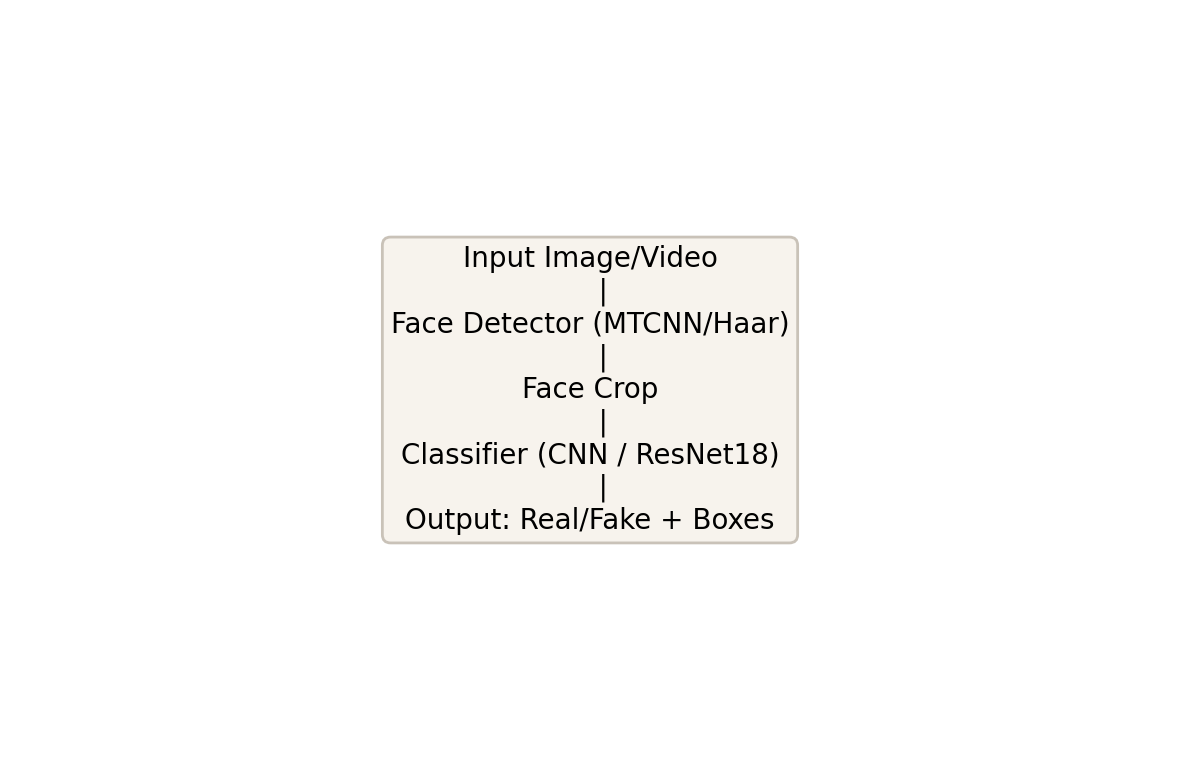 Input Image/Video
|
Face Detector (MTCNN/Haar)
|
Face Crop
|
Classifier (CNN / ResNet18)
|
Output: Real/Fake + Boxes